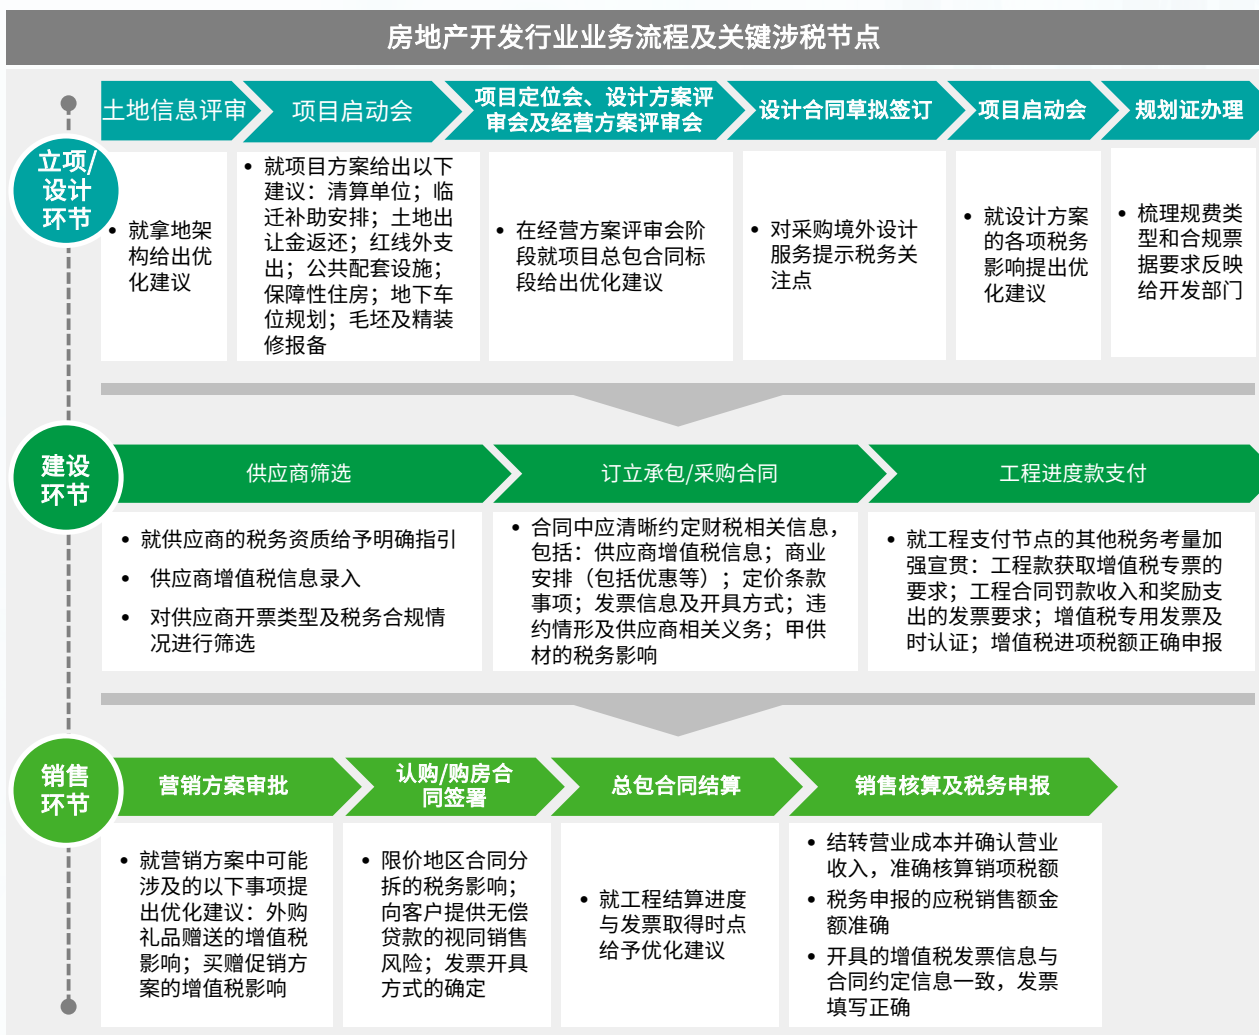 房地产开发行业业务流程及关键涉税节点
立项/
设计
环节
土地信息评审
项目启动会
项目定位会、设计方案评
审会及经营方案评审会
设计合同草拟签订
项目启动会
规划证办理
• 就拿地架
构给出优
化建议
• 就项目方案给出以下
建议：清算单位；临
迁补助安排；土地出
让金返还；红线外支
出；公共配套设施；
保障性住房；地下车
位规划；毛坯及精装
修报备
• 在经营方案评审会阶
段就项目总包合同标
段给出优化建议
• 对采购境外设计
服务提示税务关
注点
• 就设计方案
的各项税务
影响提出优
化建议
• 梳理规费类
型和合规票
据要求反映
给开发部门
建设
环节
供应商筛选
订立承包/采购合同
工程进度款支付
• 就供应商的税务资质给予明确指引
• 供应商增值税信息录入
• 对供应商开票类型及税务合规情
况进行筛选
• 合同中应清晰约定财税相关信息，
包括：供应商增值税信息；商业
安排（包括优惠等）；定价条款
事项；发票信息及开具方式；违
约情形及供应商相关义务；甲供
材的税务影响
• 就工程支付节点的其他税务考量加
强宣贯：工程款获取增值税专票的
要求；工程合同罚款收入和奖励支
出的发票要求；增值税专用发票及
时认证；增值税进项税额正确申报
销售
环节
营销方案审批
认购/购房合
同签署
总包合同结算
销售核算及税务申报
• 就营销方案中可能
涉及的以下事项提
出优化建议：外购
礼品赠送的增值税
影响；买赠促销方
案的增值税影响
• 限价地区合同分
拆的税务影响；
向客户提供无偿
贷款的视同销售
风险；发票开具
方式的确定
• 就工程结算进度
与发票取得时点
给予优化建议
• 结转营业成本并确认营业
收入，准确核算销项税额
• 税务申报的应税销售额金
额准确
• 开具的增值税发票信息与
合同约定信息一致，发票
填写正确